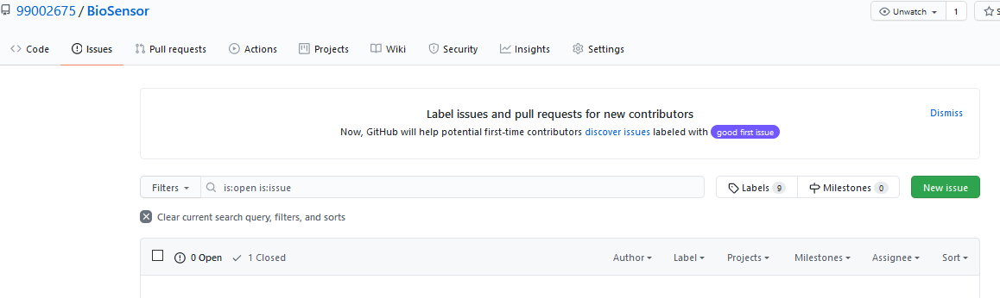 99002675 / BioSensor Unwatch 1 S
Code Issues Pull requests Actions Projects Wiki Security Insights Settings
Label issues and pull requests for new contributors Dismiss
Now, GitHub will help potential first-time contributors discover issues labeled with good first issue
Filters is:open is:issue Labels 9 Milestones 0 New issue
Clear current search query, filters, and sorts
0 Open 1 Closed Author Label Projects Milestones Assignee Sort